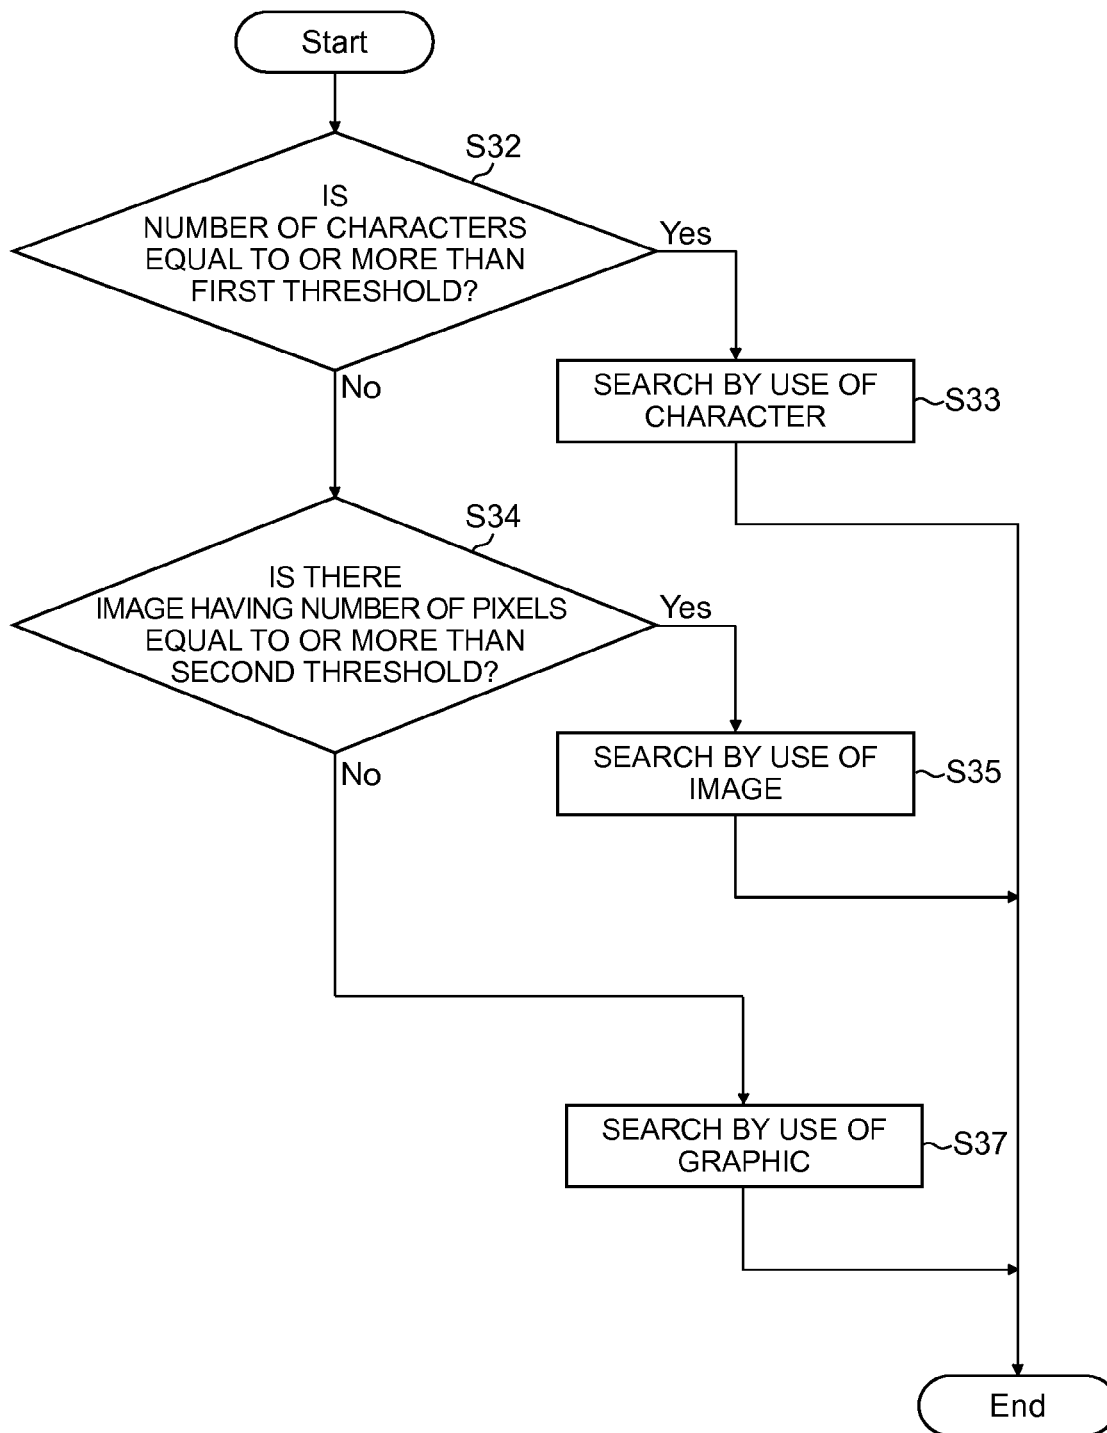 Start
S32
IS
NUMBER OF CHARACTERS
EQUAL TO OR MORE THAN
FIRST THRESHOLD?
Yes
No
SEARCH BY USE OF
CHARACTER
S33
S34
IS THERE
IMAGE HAVING NUMBER OF PIXELS
EQUAL TO OR MORE THAN
SECOND THRESHOLD?
Yes
No
SEARCH BY USE OF
IMAGE
S35
SEARCH BY USE OF
GRAPHIC
S37
End